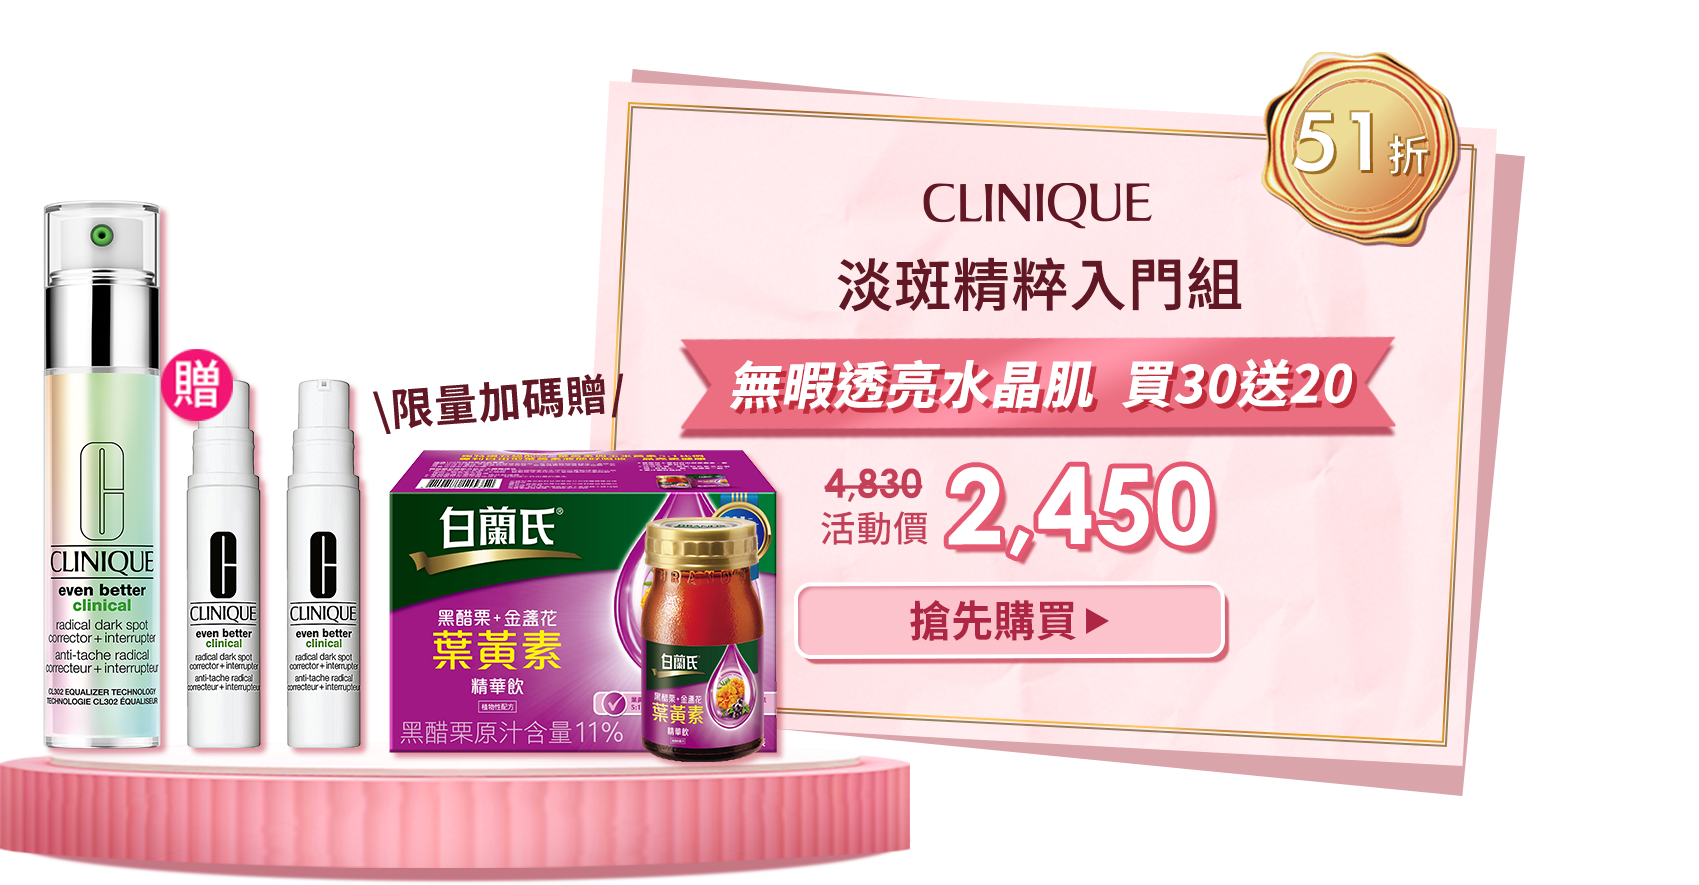 51折
CLINIQUE
淡斑精粹入門組
無暇透亮水晶肌 買30送20
4,830
活動價 2,450
搶先購買
贈
\限量加碼贈/
CLINIQUE
even better
clinical
radical dark spot
corrector + interrupter
anti-tache radical
correcteur + interrupteur
CL302 EQUALIZER TECHNOLOGY
TECHNOLOGIE CL302 ÉQUALISEUR
CLINIQUE
even better
clinical
radical dark spot
corrector + interrupter
anti-tache radical
correcteur + interrupteur
CLINIQUE
even better
clinical
radical dark spot
corrector + interrupter
anti-tache radical
correcteur + interrupteur
白蘭氏®
黑醋栗+金盞花
葉黃素
精華飲
植物性配方
黑醋栗原汁含量11%
白蘭氏
黑醋栗+金盞花
葉黃素
精華飲